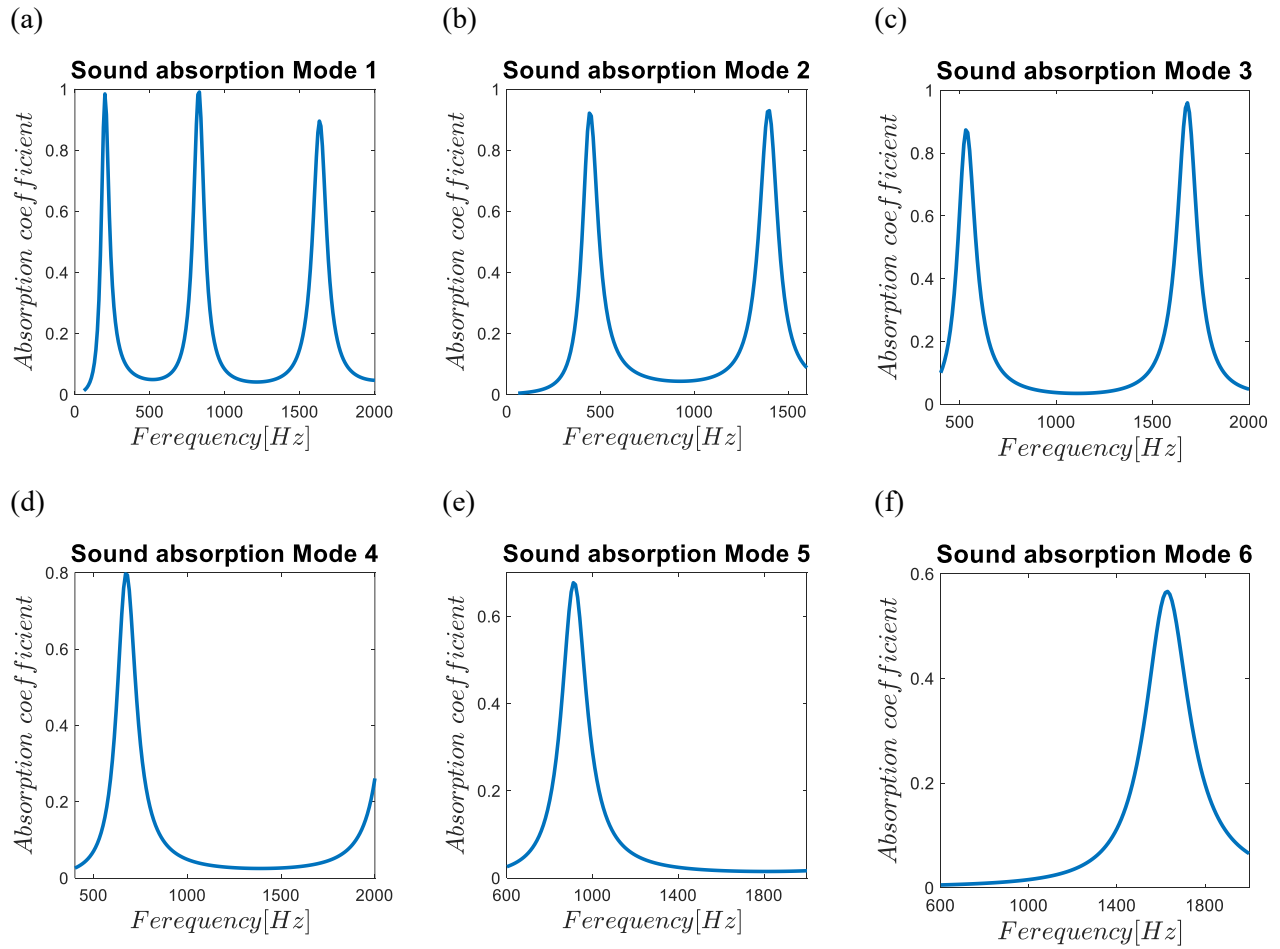 (a)
Sound absorption Mode 1
Absorption coefficient
1
0.8
0.6
0.4
0.2
0
0 500 1000 1500 2000
Ferequency[Hz]
(b)
Sound absorption Mode 2
Absorption coefficient
1
0.8
0.6
0.4
0.2
0
0 500 1000 1500
Ferequency[Hz]
(c)
Sound absorption Mode 3
Absorption coefficient
1
0.8
0.6
0.4
0.2
0
500 1000 1500 2000
Ferequency[Hz]
(d)
Sound absorption Mode 4
Absorption coefficient
0.8
0.6
0.4
0.2
0
500 1000 1500 2000
Ferequency[Hz]
(e)
Sound absorption Mode 5
Absorption coefficient
0.6
0.4
0.2
0
600 1000 1400 1800
Ferequency[Hz]
(f)
Sound absorption Mode 6
Absorption coefficient
0.6
0.4
0.2
0
600 1000 1400 1800
Ferequency[Hz]